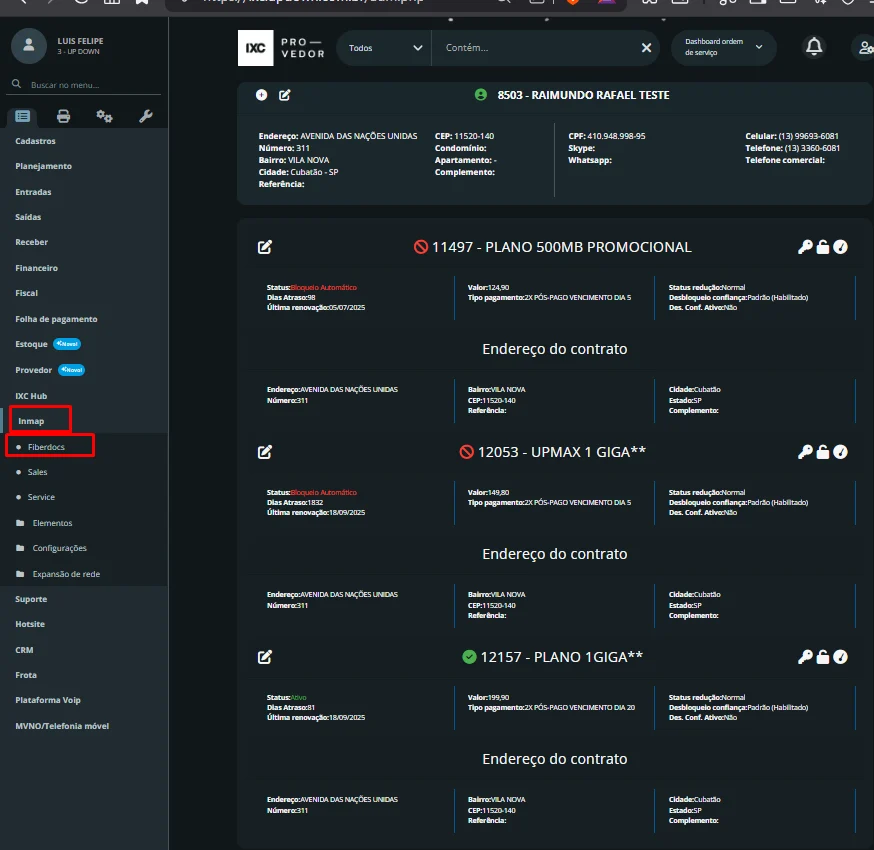 LUIS FELIPE
3 - UP DOWN
Buscar no menu...
Cadastros
Planejamento
Entradas
Saídas
Receber
Financeiro
Fiscal
Folha de pagamento
Estoque Novo!
Provedor Novo!
IXC Hub
Inmap
Fiberdocs
Sales
Service
Elementos
Configurações
Expansão de rede
Suporte
Hotsite
CRM
Frota
Plataforma Voip
MVNO/Telefonia móvel
IXC PRO—VEDOR
Todos
Contém...
Dashboard ordem
de serviço
8503 - RAIMUNDO RAFAEL TESTE
Endereço: AVENIDA DAS NAÇÕES UNIDAS
Número: 311
Bairro: VILA NOVA
Cidade: Cubatão - SP
Referência:
CEP: 11520-140
Condomínio:
Apartamento: -
Complemento:
CPF: 410.948.998-95
Skype:
Whatsapp:
Celular: (13) 99693-6081
Telefone: (13) 3360-6081
Telefone comercial:
11497 - PLANO 500MB PROMOCIONAL
Status:Bloqueio Automático
Dias Atraso:98
Última renovação:05/07/2025
Valor:124,90
Tipo pagamento:2X PÓS-PAGO VENCIMENTO DIA 5
Status redução:Normal
Desbloqueio confiança:Padrão (Habilitado)
Des. Conf. Ativo:Não
Endereço do contrato
Endereço:AVENIDA DAS NAÇÕES UNIDAS
Número:311
Bairro:VILA NOVA
CEP:11520-140
Referência:
Cidade:Cubatão
Estado:SP
Complemento:
12053 - UPMAX 1 GIGA**
Status:Bloqueio Automático
Dias Atraso:1832
Última renovação:18/09/2025
Valor:149,80
Tipo pagamento:2X PÓS-PAGO VENCIMENTO DIA 5
Status redução:Normal
Desbloqueio confiança:Padrão (Habilitado)
Des. Conf. Ativo:Não
Endereço do contrato
Endereço:AVENIDA DAS NAÇÕES UNIDAS
Número:311
Bairro:VILA NOVA
CEP:11520-140
Referência:
Cidade:Cubatão
Estado:SP
Complemento:
12157 - PLANO 1GIGA**
Status:Ativo
Dias Atraso:81
Última renovação:18/09/2025
Valor:199,90
Tipo pagamento:2X PÓS-PAGO VENCIMENTO DIA 20
Status redução:Normal
Desbloqueio confiança:Padrão (Habilitado)
Des. Conf. Ativo:Não
Endereço do contrato
Endereço:AVENIDA DAS NAÇÕES UNIDAS
Número:311
Bairro:VILA NOVA
CEP:11520-140
Referência:
Cidade:Cubatão
Estado:SP
Complemento: